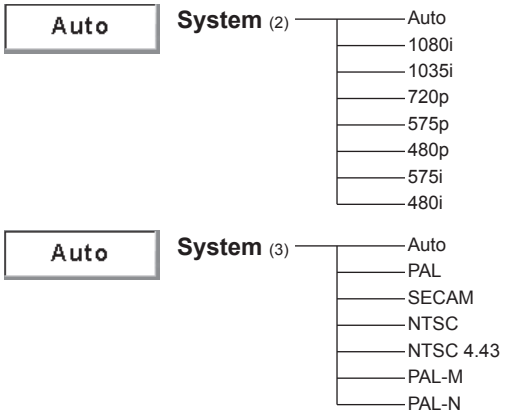 Auto
System (2)
Auto
1080i
1035i
720p
575p
480p
575i
480i
Auto
System (3)
Auto
PAL
SECAM
NTSC
NTSC 4.43
PAL-M
PAL-N